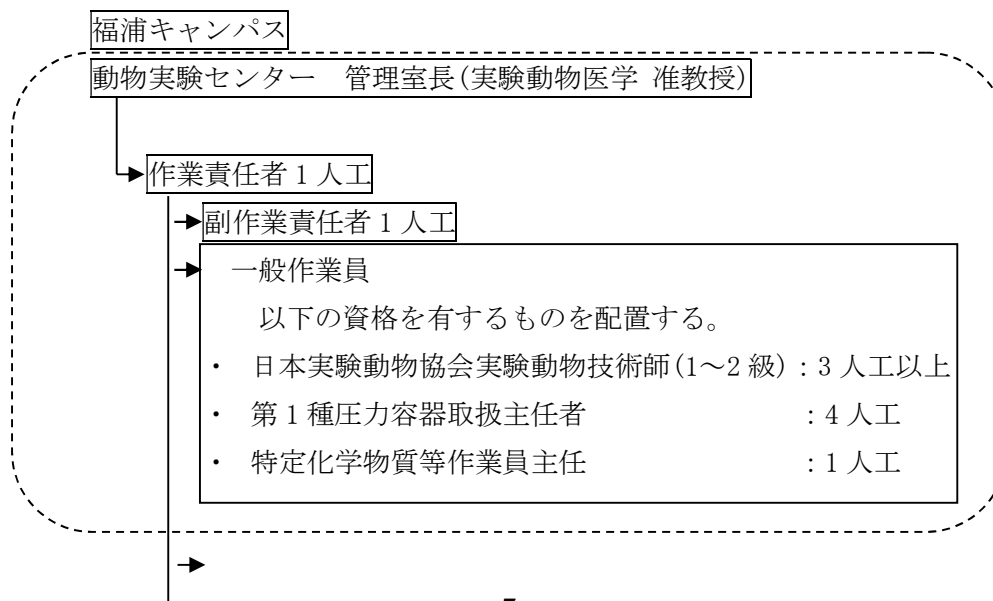 福浦キャンパス
動物実験センター　管理室長(実験動物医学 准教授)
作業責任者1人工
副作業責任者1人工
一般作業員
以下の資格を有するものを配置する。
・ 日本実験動物協会実験動物技術師(1～2級)：3人工以上
・ 第1種圧力容器取扱主任者　：4人工
・ 特定化学物質等作業員主任　：1人工